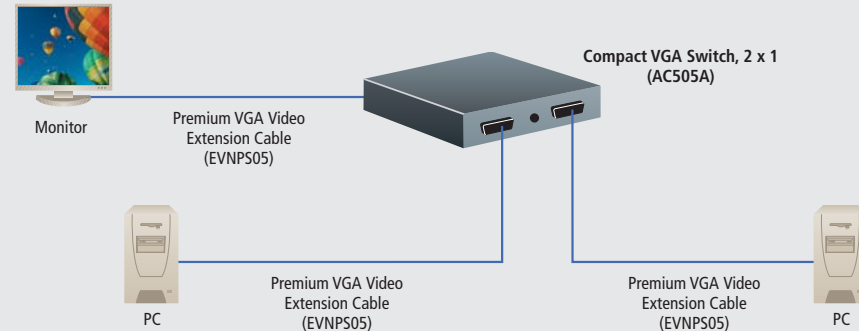 Compact VGA Switch, 2 x 1
(AC505A)
Monitor
Premium VGA Video
Extension Cable
(EVNPS05)
PC
Premium VGA Video
Extension Cable
(EVNPS05)
Premium VGA Video
Extension Cable
(EVNPS05)
PC